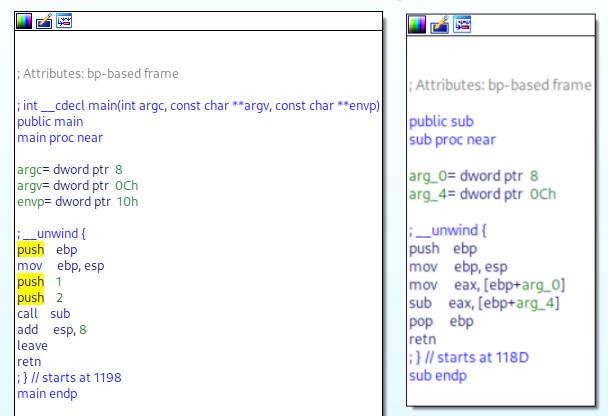 ; Attributes: bp-based frame
; int __cdecl main(int argc, const char **argv, const char **envp)
public main
main proc near
argc= dword ptr 8
argv= dword ptr 0Ch
envp= dword ptr 10h
; __unwind {
push ebp
mov ebp, esp
push 1
push 2
call sub
add esp, 8
leave
retn
; } // starts at 1198
main endp
; Attributes: bp-based frame
public sub
sub proc near
arg_0= dword ptr 8
arg_4= dword ptr 0Ch
; __unwind {
push ebp
mov ebp, esp
mov eax, [ebp+arg_0]
sub eax, [ebp+arg_4]
pop ebp
retn
; } // starts at 118D
sub endp